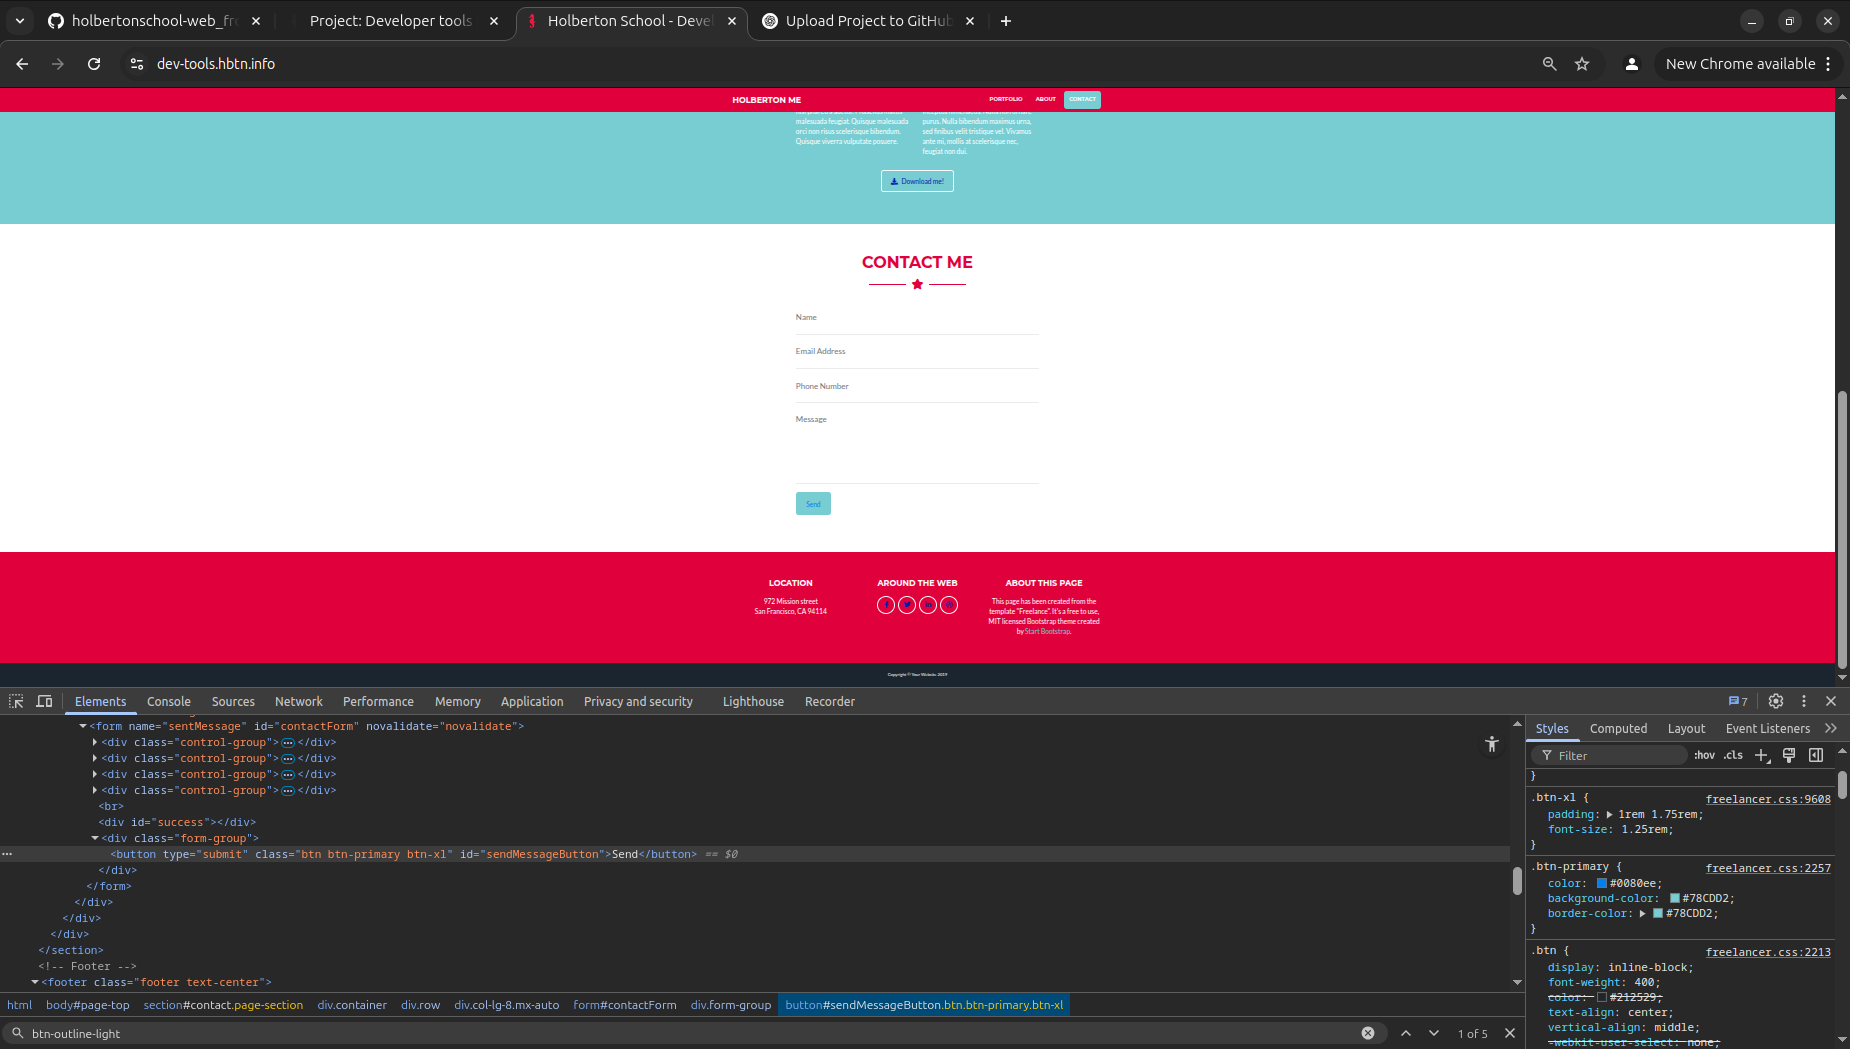 holbertonschool-web_fr
Project: Developer tools
Holberton School - Devel
Upload Project to GitHub
dev-tools.hbtn.info
New Chrome available
HOLBERTON ME
PORTFOLIO
ABOUT
CONTACT
malesuada feugiat. Quisque malesuada
orci non risus scelerisque bibendum.
Quisque viverra vulputate posuere.
purus. Nulla bibendum maximus urna,
sed finibus velit tristique vel. Vivamus
ante mi, mollis at scelerisque nec,
feugiat non dui.
Download me!
CONTACT ME
Name
Email Address
Phone Number
Message
Send
LOCATION
972 Mission street
San Francisco, CA 94114
AROUND THE WEB
ABOUT THIS PAGE
This page has been created from the
template "Freelance". It's a free to use,
MIT licensed Bootstrap theme created
by Start Bootstrap.
Copyright © Your Website 2019
Elements
Console
Sources
Network
Performance
Memory
Application
Privacy and security
Lighthouse
Recorder
7
<form name="sentMessage" id="contactForm" novalidate="novalidate">
<div class="control-group">…</div>
<div class="control-group">…</div>
<div class="control-group">…</div>
<div class="control-group">…</div>
<br>
<div id="success"></div>
<div class="form-group">
<button type="submit" class="btn btn-primary btn-xl" id="sendMessageButton">Send</button> == $0
</div>
</form>
</div>
</div>
</div>
</section>
<!-- Footer -->
<footer class="footer text-center">
html
body#page-top
section#contact.page-section
div.container
div.row
div.col-lg-8.mx-auto
form#contactForm
div.form-group
button#sendMessageButton.btn.btn-primary.btn-xl
btn-outline-light
1 of 5
Styles
Computed
Layout
Event Listeners
Filter
:hov
.cls
}
.btn-xl {
freelancer.css:9608
padding: 1rem 1.75rem;
font-size: 1.25rem;
}
.btn-primary {
freelancer.css:2257
color: #0080ee;
background-color: #78CDD2;
border-color: #78CDD2;
}
.btn {
freelancer.css:2213
display: inline-block;
font-weight: 400;
color: #212529;
text-align: center;
vertical-align: middle;
-webkit-user-select: none;